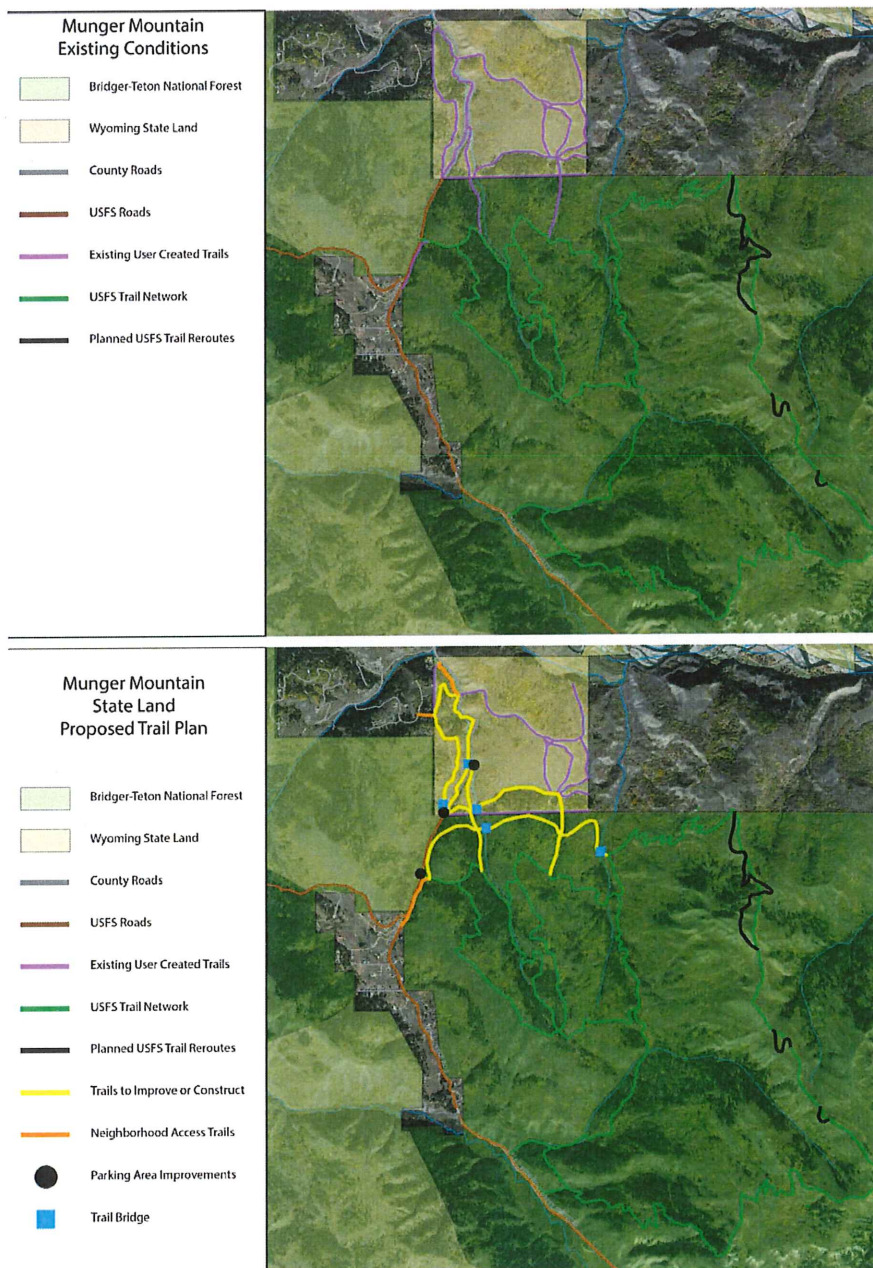 Munger Mountain
Existing Conditions
Bridger-Teton National Forest
Wyoming State Land
County Roads
USFS Roads
Existing User Created Trails
USFS Trail Network
Planned USFS Trail Reroutes
Munger Mountain
State Land
Proposed Trail Plan
Bridger-Teton National Forest
Wyoming State Land
County Roads
USFS Roads
Existing User Created Trails
USFS Trail Network
Planned USFS Trail Reroutes
Trails to Improve or Construct
Neighborhood Access Trails
Parking Area Improvements
Trail Bridge